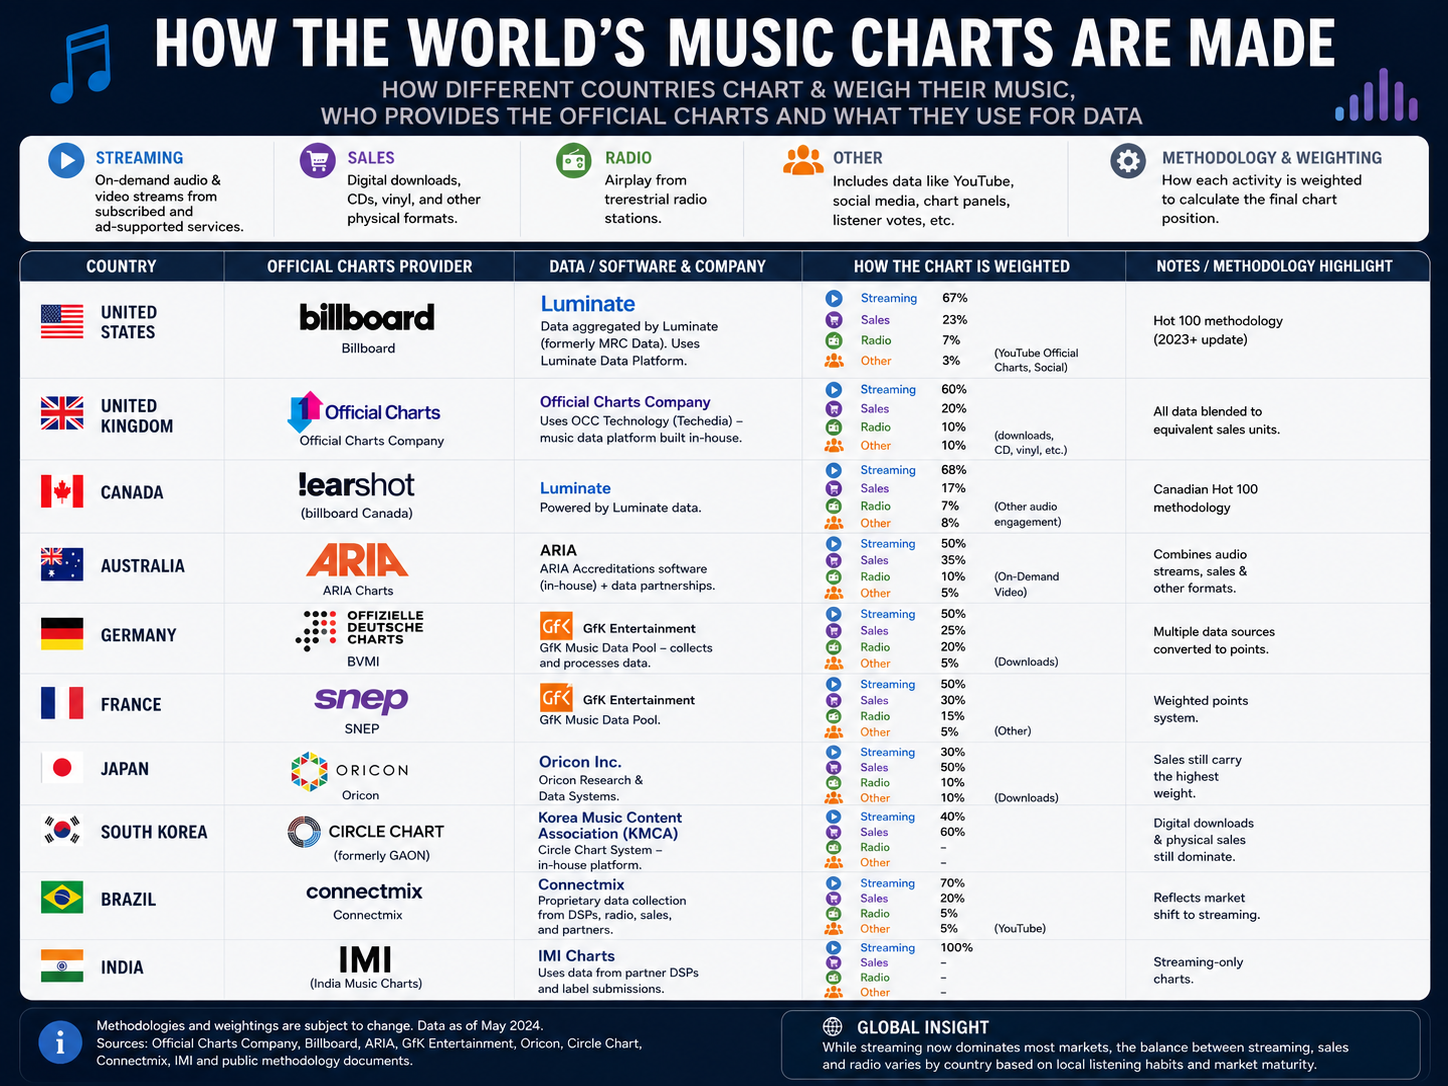 HOW THE WORLD'S MUSIC CHARTS ARE MADE
HOW DIFFERENT COUNTRIES CHART & WEIGH THEIR MUSIC,
WHO PROVIDES THE OFFICIAL CHARTS AND WHAT THEY USE FOR DATA
STREAMING
On-demand audio &
video streams from
subscribed and
ad-supported services.
SALES
Digital downloads,
CDs, vinyl, and other
physical formats.
RADIO
Airplay from
trerestrial radio
stations.
OTHER
Includes data like YouTube,
social media, chart panels,
listener votes, etc.
METHODOLOGY & WEIGHTING
How each activity is weighted
to calculate the final chart
position.
COUNTRY
OFFICIAL CHARTS PROVIDER
DATA / SOFTWARE & COMPANY
HOW THE CHART IS WEIGHTED
NOTES / METHODOLOGY HIGHLIGHT
UNITED
STATES
billboard
Billboard
Luminate
Data aggregated by Luminate
(formerly MRC Data). Uses
Luminate Data Platform.
Streaming 67%
Sales 23%
Radio 7%
Other 3% (YouTube Official
Charts, Social)
Hot 100 methodology
(2023+ update)
UNITED
KINGDOM
Official Charts
Official Charts Company
Official Charts Company
Uses OCC Technology (Techedia) –
music data platform built in-house.
Streaming 60%
Sales 20%
Radio 10%
Other 10% (downloads,
CD, vinyl, etc.)
All data blended to
equivalent sales units.
CANADA
!earshot
(billboard Canada)
Luminate
Powered by Luminate data.
Streaming 68%
Sales 17%
Radio 7% (Other audio
Other 8% engagement)
Canadian Hot 100
methodology
AUSTRALIA
ARIA
ARIA Charts
ARIA
ARIA Accreditations software
(in-house) + data partnerships.
Streaming 50%
Sales 35%
Radio 10% (On-Demand
Other 5% Video)
Combines audio
streams, sales &
other formats.
GERMANY
OFFIZIELLE
DEUTSCHE
CHARTS
BVMI
GfK GfK Entertainment
GfK Music Data Pool – collects
and processes data.
Streaming 50%
Sales 25%
Radio 20%
Other 5% (Downloads)
Multiple data sources
converted to points.
FRANCE
snep
SNEP
GfK GfK Entertainment
GfK Music Data Pool.
Streaming 50%
Sales 30%
Radio 15%
Other 5% (Other)
Weighted points
system.
JAPAN
ORICON
Oricon
Oricon Inc.
Oricon Research &
Data Systems.
Streaming 30%
Sales 50%
Radio 10%
Other 10% (Downloads)
Sales still carry
the highest
weight.
SOUTH KOREA
CIRCLE CHART
(formerly GAON)
Korea Music Content
Association (KMCA)
Circle Chart System –
in-house platform.
Streaming 40%
Sales 60%
Radio –
Other –
Digital downloads
& physical sales
still dominate.
BRAZIL
connectmix
Connectmix
Connectmix
Proprietary data collection
from DSPs, radio, sales,
and partners.
Streaming 70%
Sales 20%
Radio 5%
Other 5% (YouTube)
Reflects market
shift to streaming.
INDIA
IMI
(India Music Charts)
IMI Charts
Uses data from partner DSPs
and label submissions.
Streaming 100%
Sales –
Radio –
Other –
Streaming-only
charts.
i
Methodologies and weightings are subject to change. Data as of May 2024.
Sources: Official Charts Company, Billboard, ARIA, GfK Entertainment, Oricon, Circle Chart,
Connectmix, IMI and public methodology documents.
GLOBAL INSIGHT
While streaming now dominates most markets, the balance between streaming, sales
and radio varies by country based on local listening habits and market maturity.